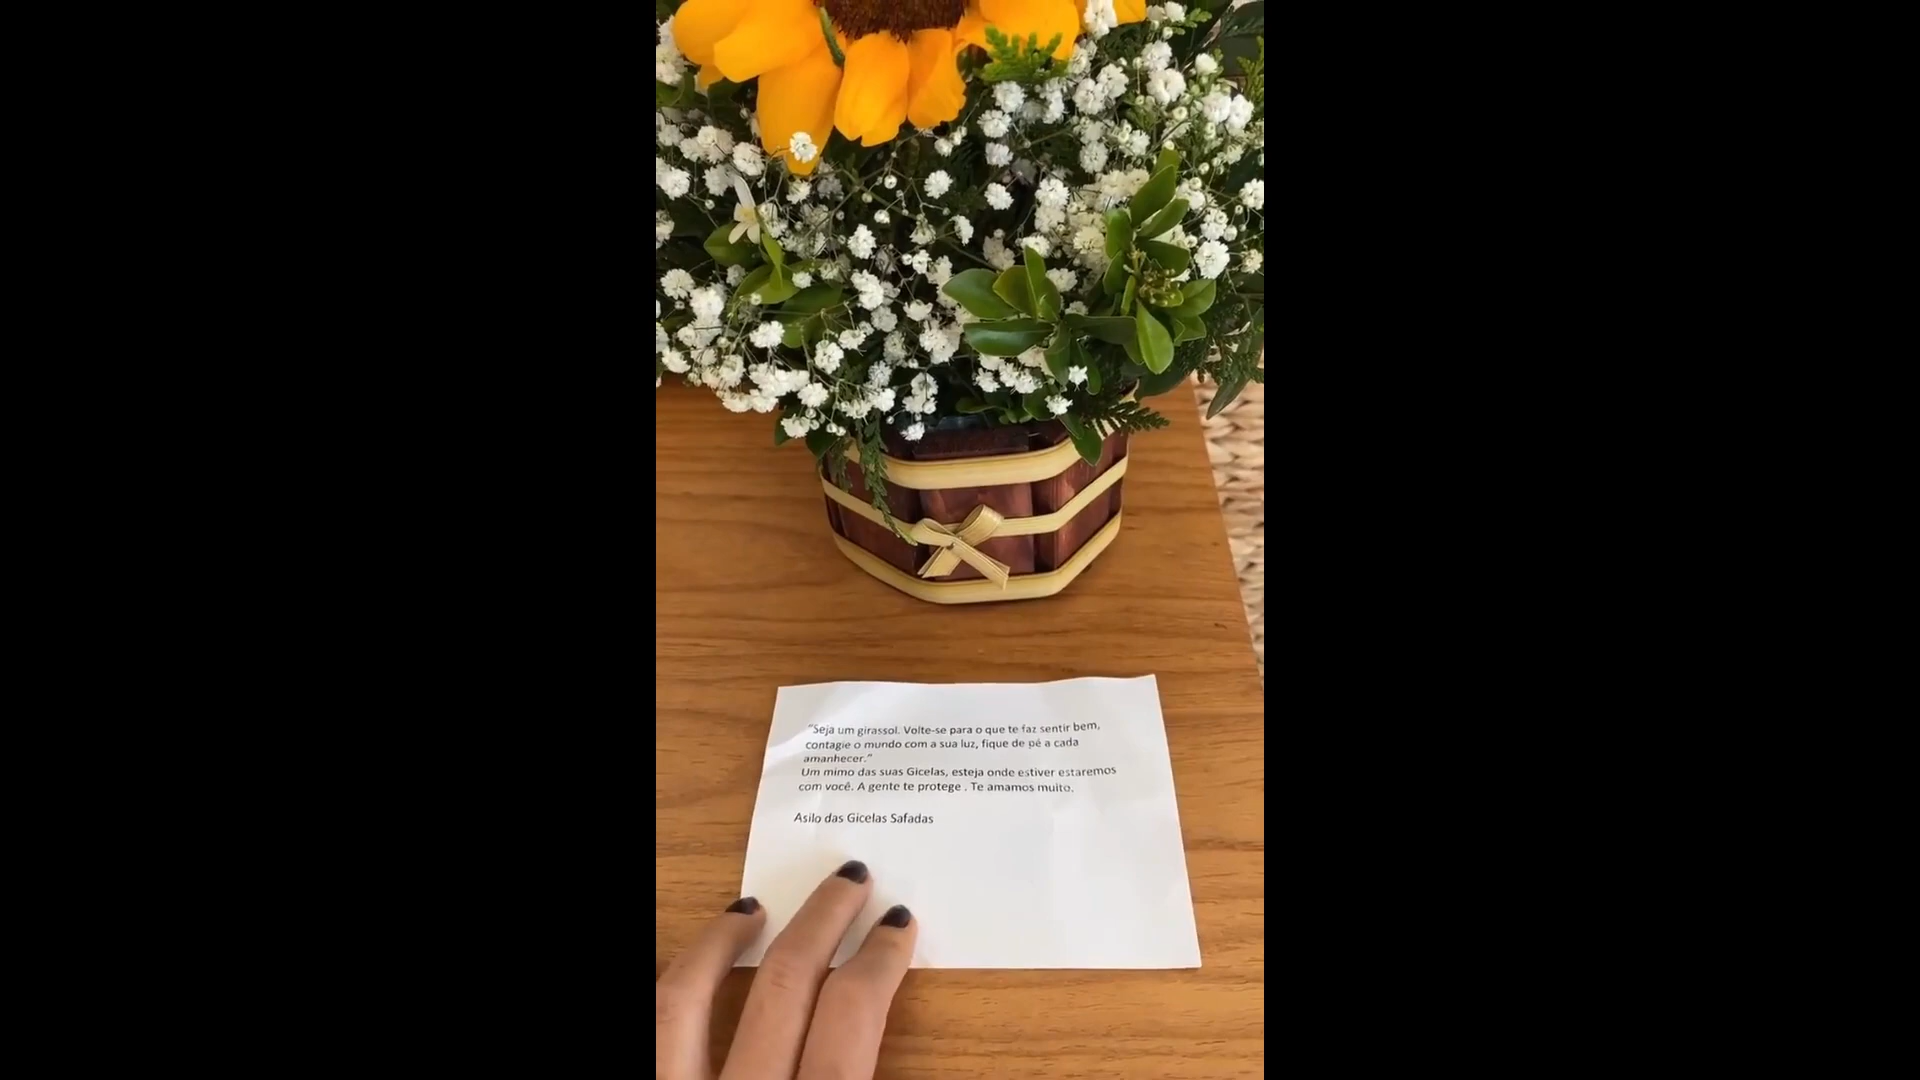 "Seja um girassol. Volte-se para o que te faz sentir bem,
contagie o mundo com a sua luz, fique de pé a cada
amanhecer."
Um mimo das suas Gicelas, esteja onde estiver estaremos
com você. A gente te protege . Te amamos muito.
Asilo das Gicelas Safadas